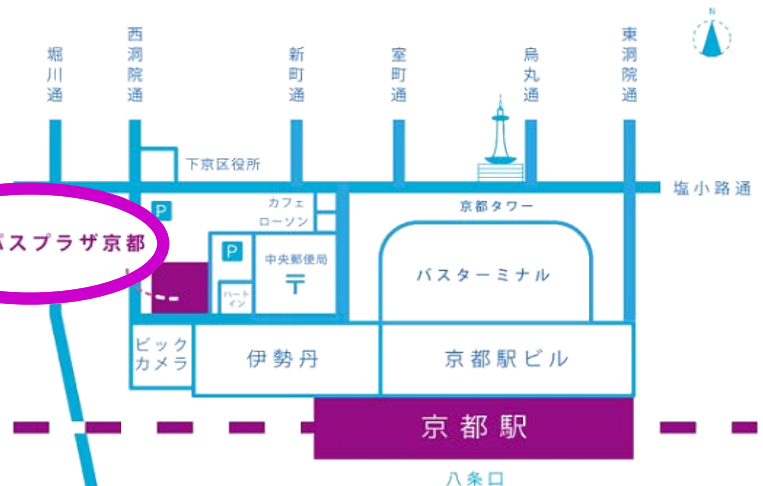 N
堀川通
西洞院通
新町通
室町通
烏丸通
東洞院通
下京区役所
塩小路通
P
カフェ
ローソン
京都タワー
バスプラザ京都
P
中央郵便局
〒
バスターミナル
ハート
イン
ビック
カメラ
伊勢丹
京都駅ビル
京都駅
八条口